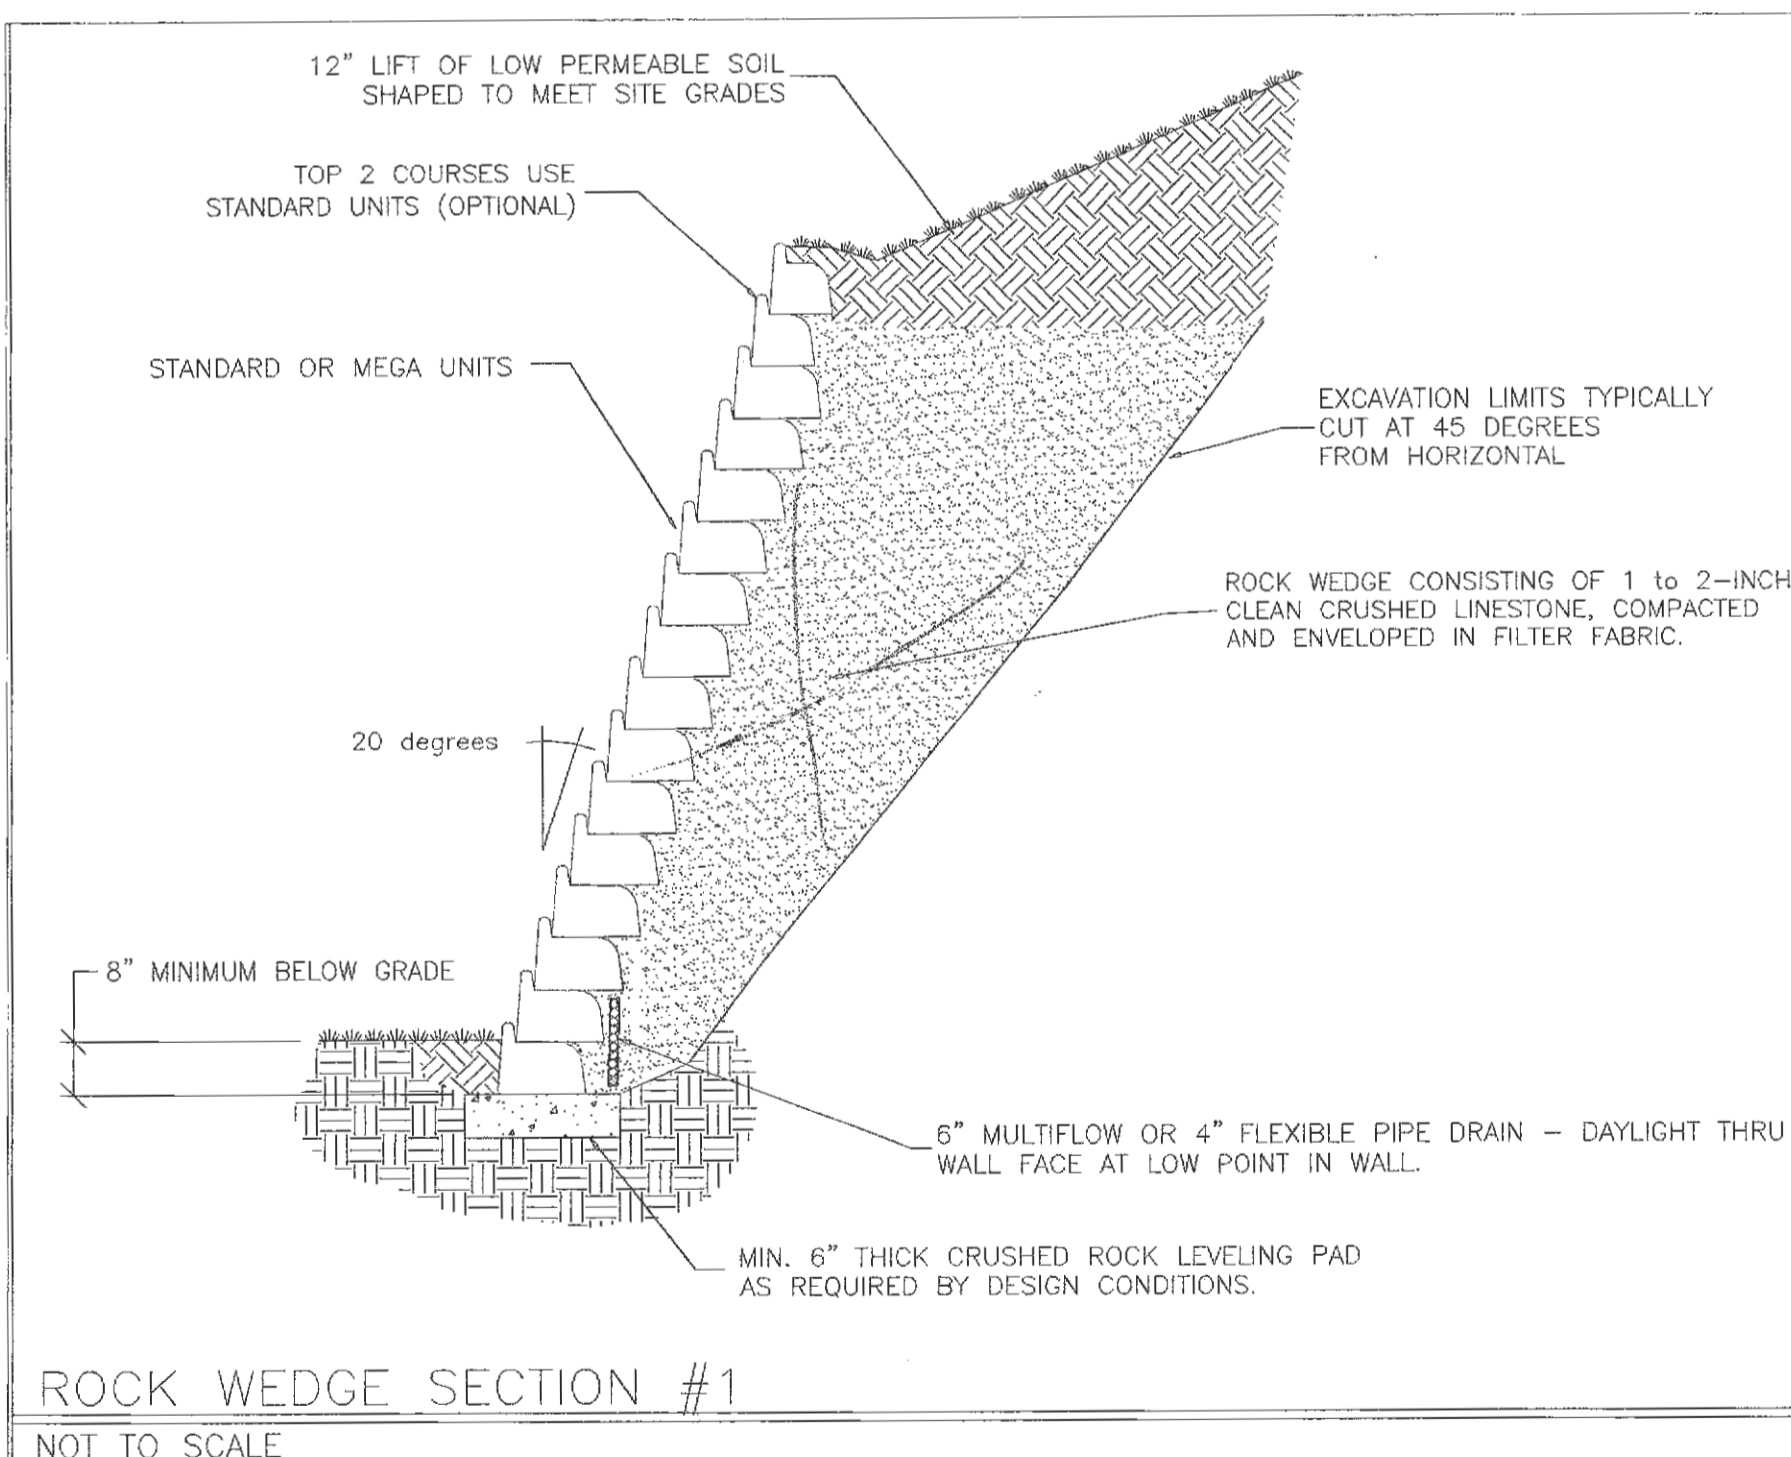 12" LIFT OF LOW PERMEABLE SOIL
SHAPED TO MEET SITE GRADES
TOP 2 COURSES USE
STANDARD UNITS (OPTIONAL)
STANDARD OR MEGA UNITS
EXCAVATION LIMITS TYPICALLY
CUT AT 45 DEGREES
FROM HORIZONTAL
ROCK WEDGE CONSISTING OF 1 to 2-INCH
CLEAN CRUSHED LINESTONE, COMPACTED
AND ENVELOPED IN FILTER FABRIC.
20 degrees
8" MINIMUM BELOW GRADE
6" MULTIFLOW OR 4" FLEXIBLE PIPE DRAIN – DAYLIGHT THRU
WALL FACE AT LOW POINT IN WALL.
MIN. 6" THICK CRUSHED ROCK LEVELING PAD
AS REQUIRED BY DESIGN CONDITIONS.
ROCK WEDGE SECTION #1
NOT TO SCALE